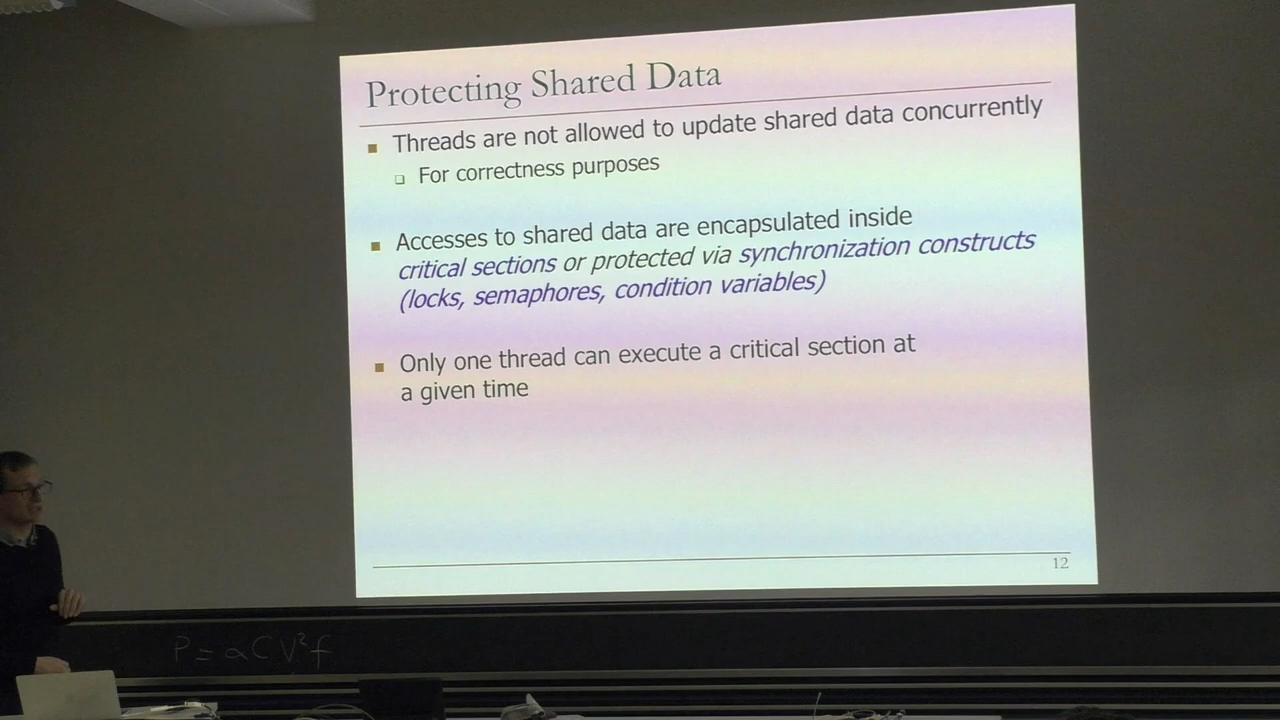 Protecting Shared Data
Threads are not allowed to update shared data concurrently
For correctness purposes
Accesses to shared data are encapsulated inside
critical sections or protected via synchronization constructs
(locks, semaphores, condition variables)
Only one thread can execute a critical section at
a given time
12
P = αCV²f